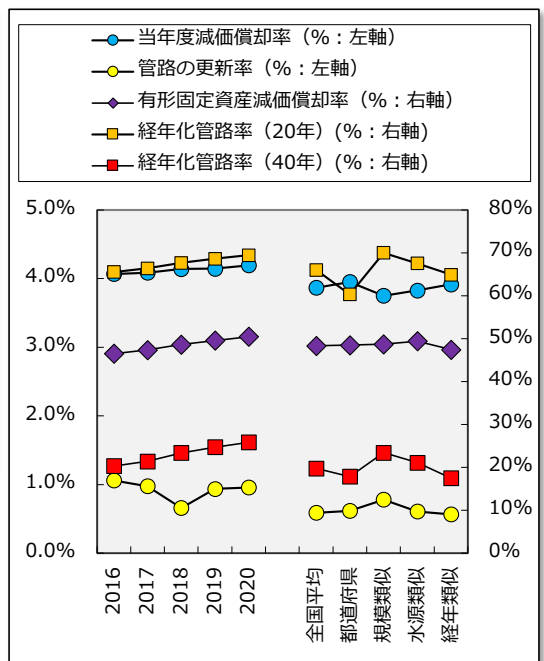 当年度減価償却率（%：左軸）
管路の更新率（%：左軸）
有形固定資産減価償却率（%：右軸）
経年化管路率（20年）(%：右軸)
経年化管路率（40年）(%：右軸)
5.0%
4.0%
3.0%
2.0%
1.0%
0.0%
80%
70%
60%
50%
40%
30%
20%
10%
0%
2016
2017
2018
2019
2020
全国平均
都道府県
規模類似
水源類似
経年類似